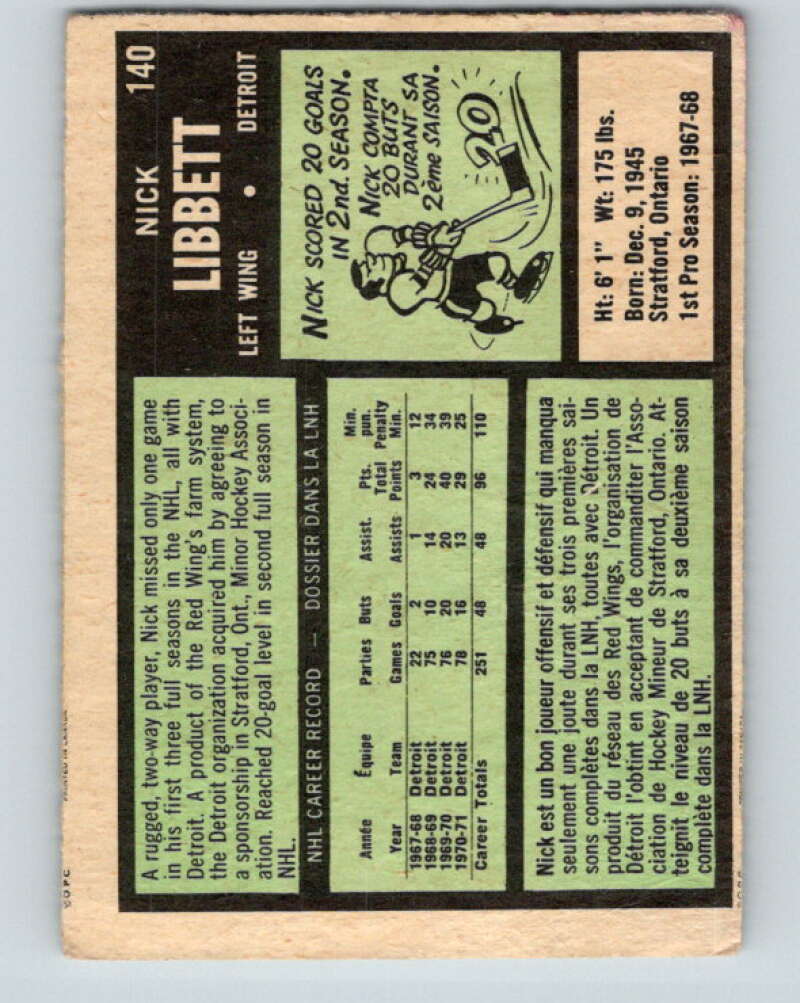 NICK 140
LIBBETT
LEFT WING • DETROIT
A rugged, two-way player, Nick missed only one game
in his first three full seasons in the NHL, all with
Detroit. A product of the Red Wing's farm system,
the Detroit organization acquired him by agreeing to
a sponsorship in Stratford, Ont., Minor Hockey Associ-
ation. Reached 20-goal level in second full season in
NHL.
NICK SCORED 20 GOALS
IN 2nd. SEASON.
NICK COMPTA
20 BUTS
DURANT SA
2ème SAISON.
20
NHL CAREER RECORD — DOSSIER DANS LA LNH
Min.
Pts. pun.
Année Équipe Parties Buts Assist. Total Penalty
Year Team Games Goals Assists Points Min.
1967-68 Detroit 22 2 1 3 12
1968-69 Detroit 75 10 14 24 34
1969-70 Detroit 76 20 20 40 39
1970-71 Detroit 78 16 13 29 25
Career Totals 251 48 48 96 110
Ht: 6' 1" Wt: 175 lbs.
Born: Dec. 9, 1945
Stratford, Ontario
1st Pro Season: 1967-68
Nick est un bon joueur offensif et défensif qui manqua
seulement une joute durant ses trois premières sai-
sons complètes dans la LNH, toutes avec Détroit. Un
produit du réseau des Red Wings, l'organisation de
Détroit l'obtint en acceptant de commanditer l'Asso-
ciation de Hockey Mineur de Stratford, Ontario. At-
teignit le niveau de 20 buts à sa deuxième saison
complète dans la LNH.
© OPC